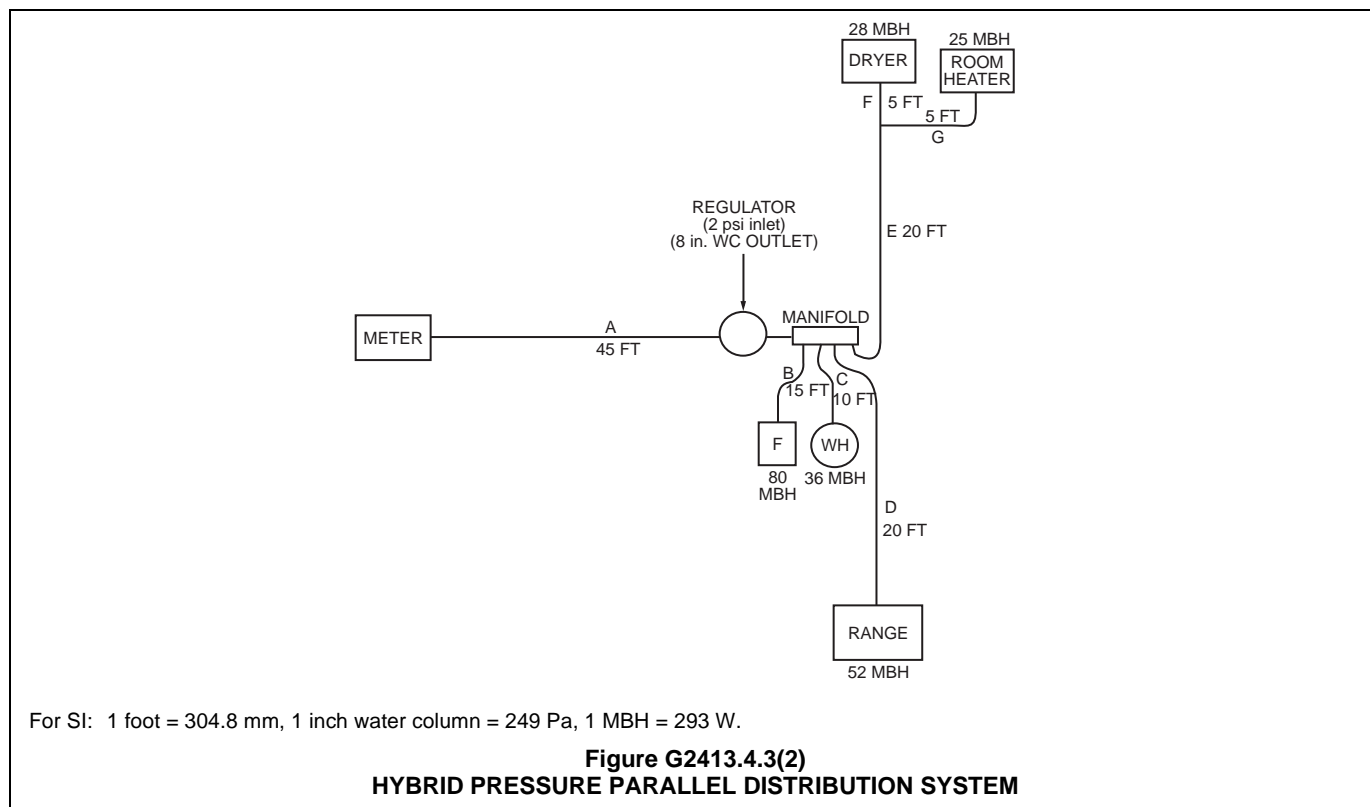 28 MBH
DRYER
25 MBH
ROOM
HEATER
F
5 FT
5 FT
G
REGULATOR
(2 psi inlet)
(8 in. WC OUTLET)
E 20 FT
METER
A
45 FT
MANIFOLD
B
15 FT
C
10 FT
F
80
MBH
WH
36 MBH
D
20 FT
RANGE
52 MBH
For SI: 1 foot = 304.8 mm, 1 inch water column = 249 Pa, 1 MBH = 293 W.
Figure G2413.4.3(2)
HYBRID PRESSURE PARALLEL DISTRIBUTION SYSTEM